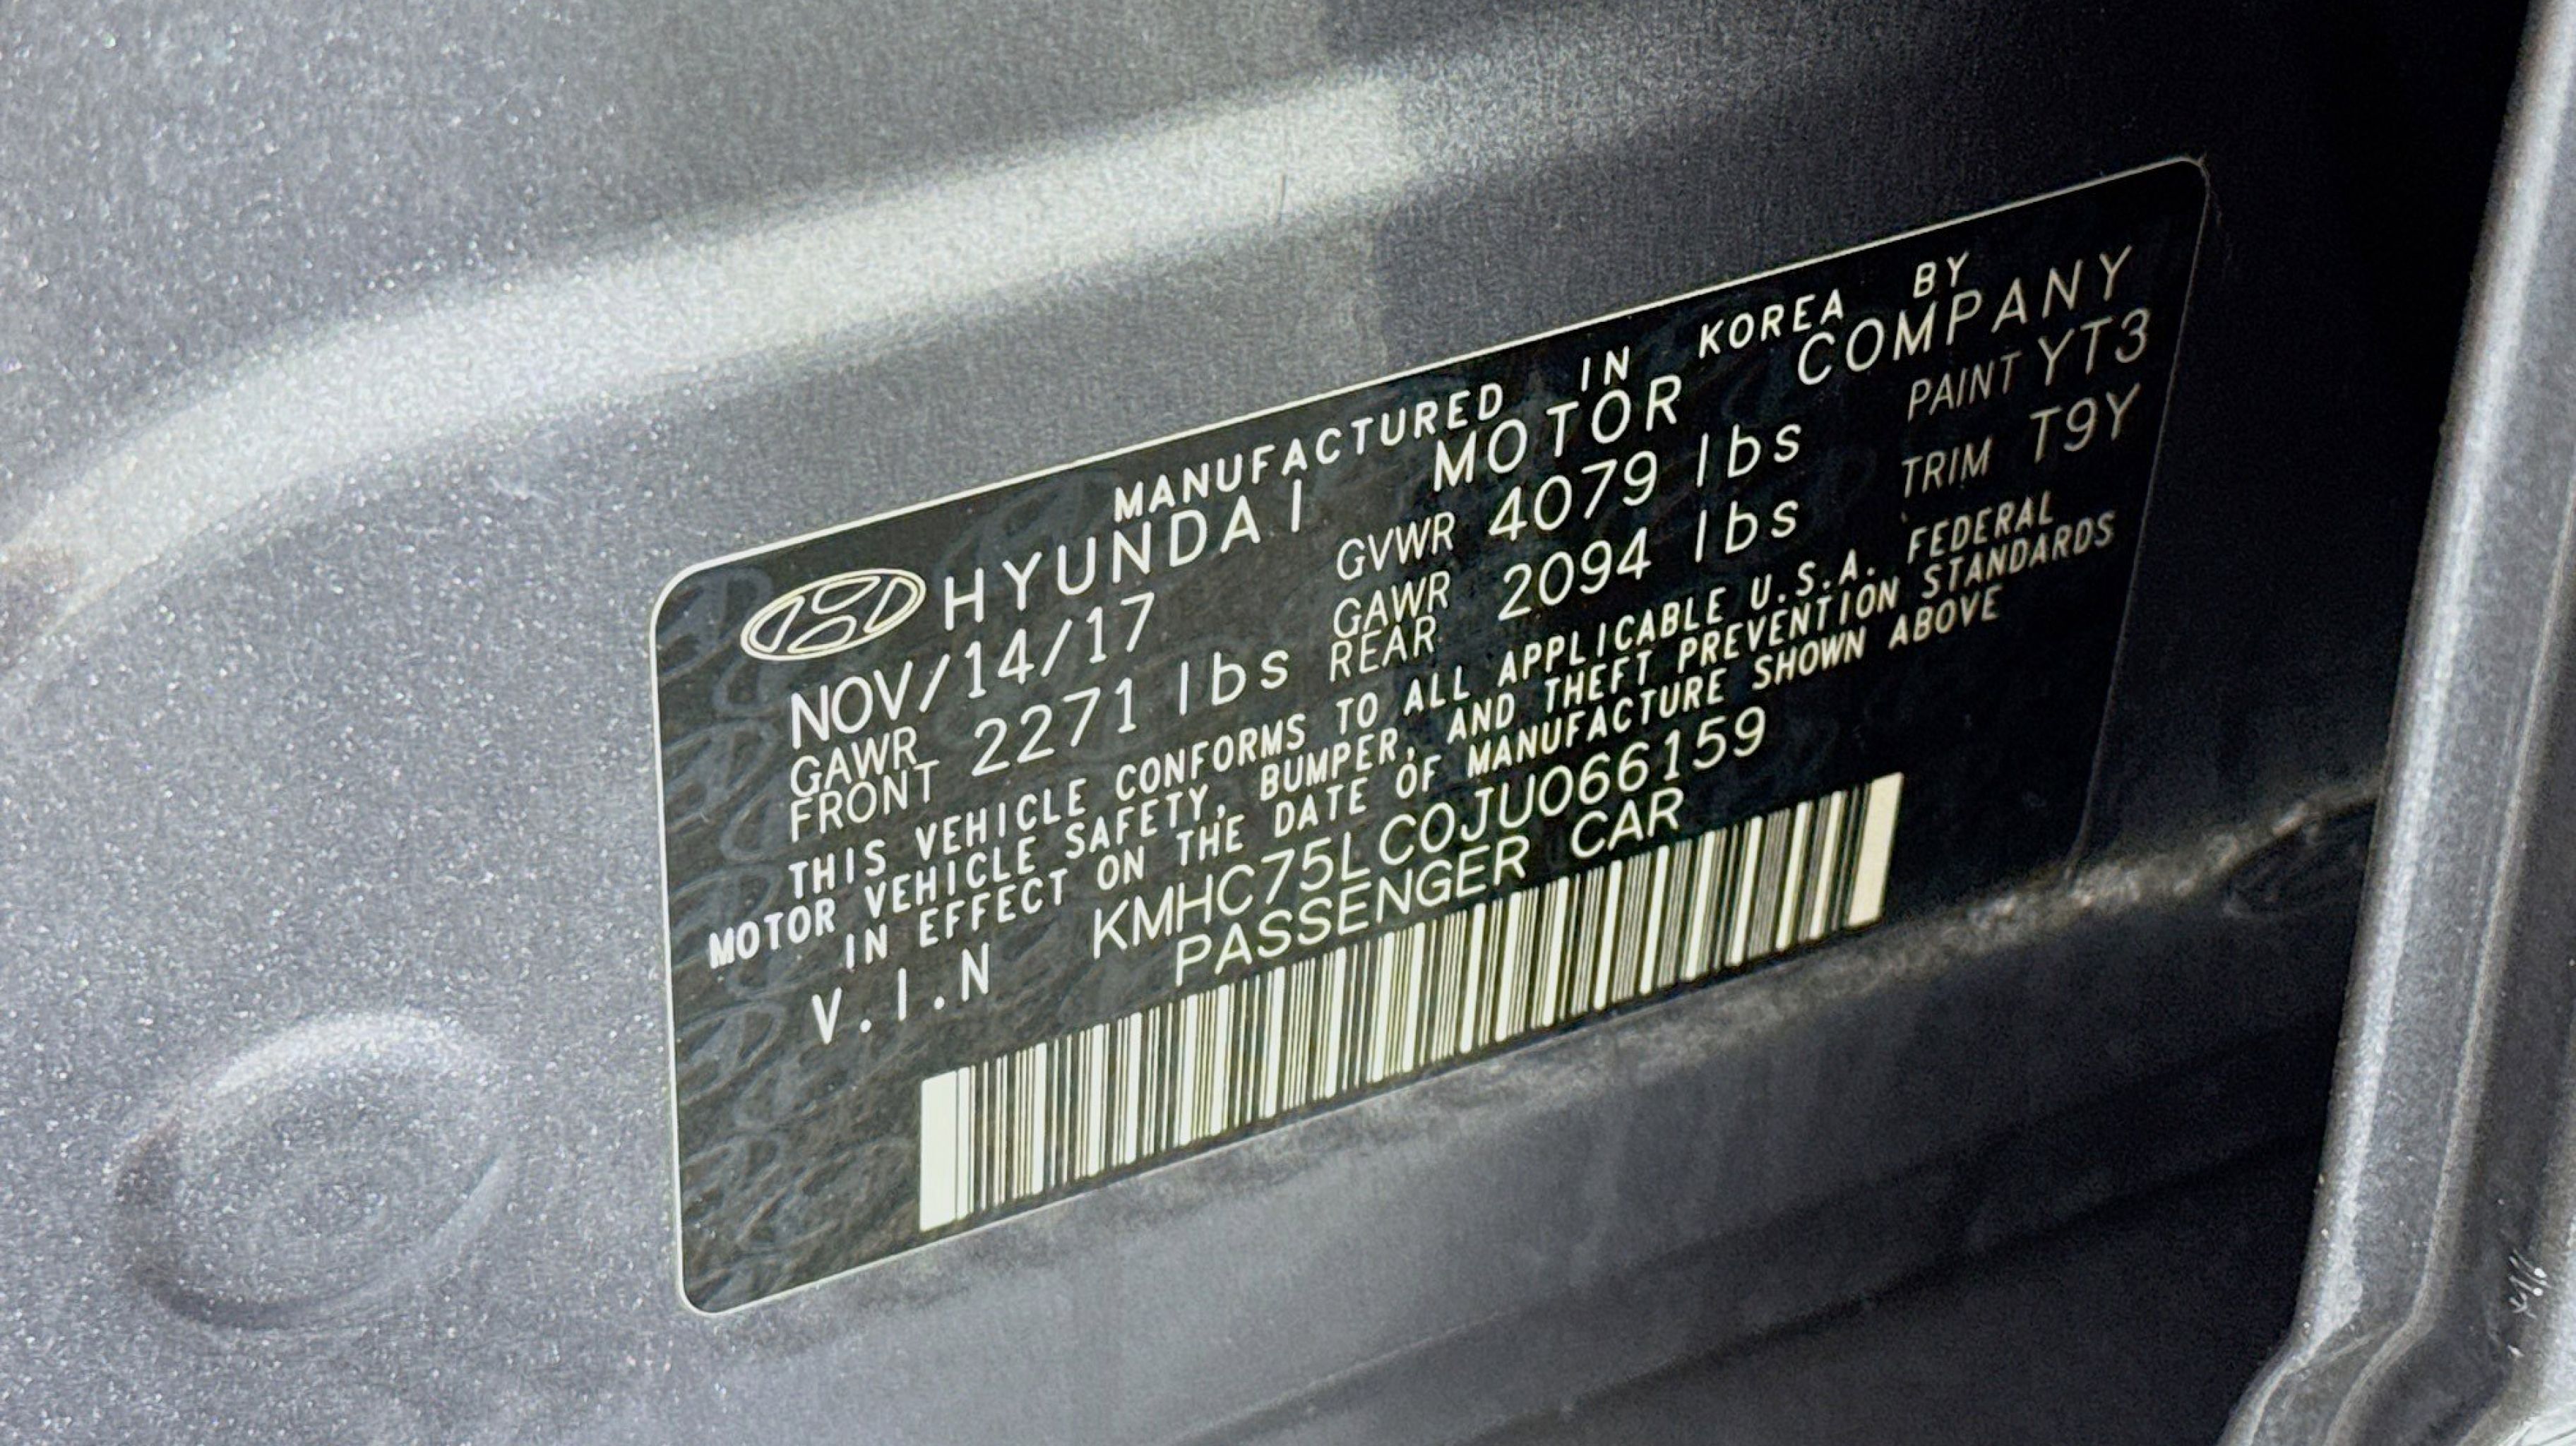 MANUFACTURED IN KOREA BY
HYUNDAI MOTOR COMPANY
NOV/14/17 GVWR 4079 lbs PAINT YT3
GAWR FRONT 2271 lbs GAWR REAR 2094 lbs TRIM T9Y
THIS VEHICLE CONFORMS TO ALL APPLICABLE U.S.A. FEDERAL
MOTOR VEHICLE SAFETY, BUMPER, AND THEFT PREVENTION STANDARDS
IN EFFECT ON THE DATE OF MANUFACTURE SHOWN ABOVE
V.I.N KMHC75LC0JU066159
PASSENGER CAR